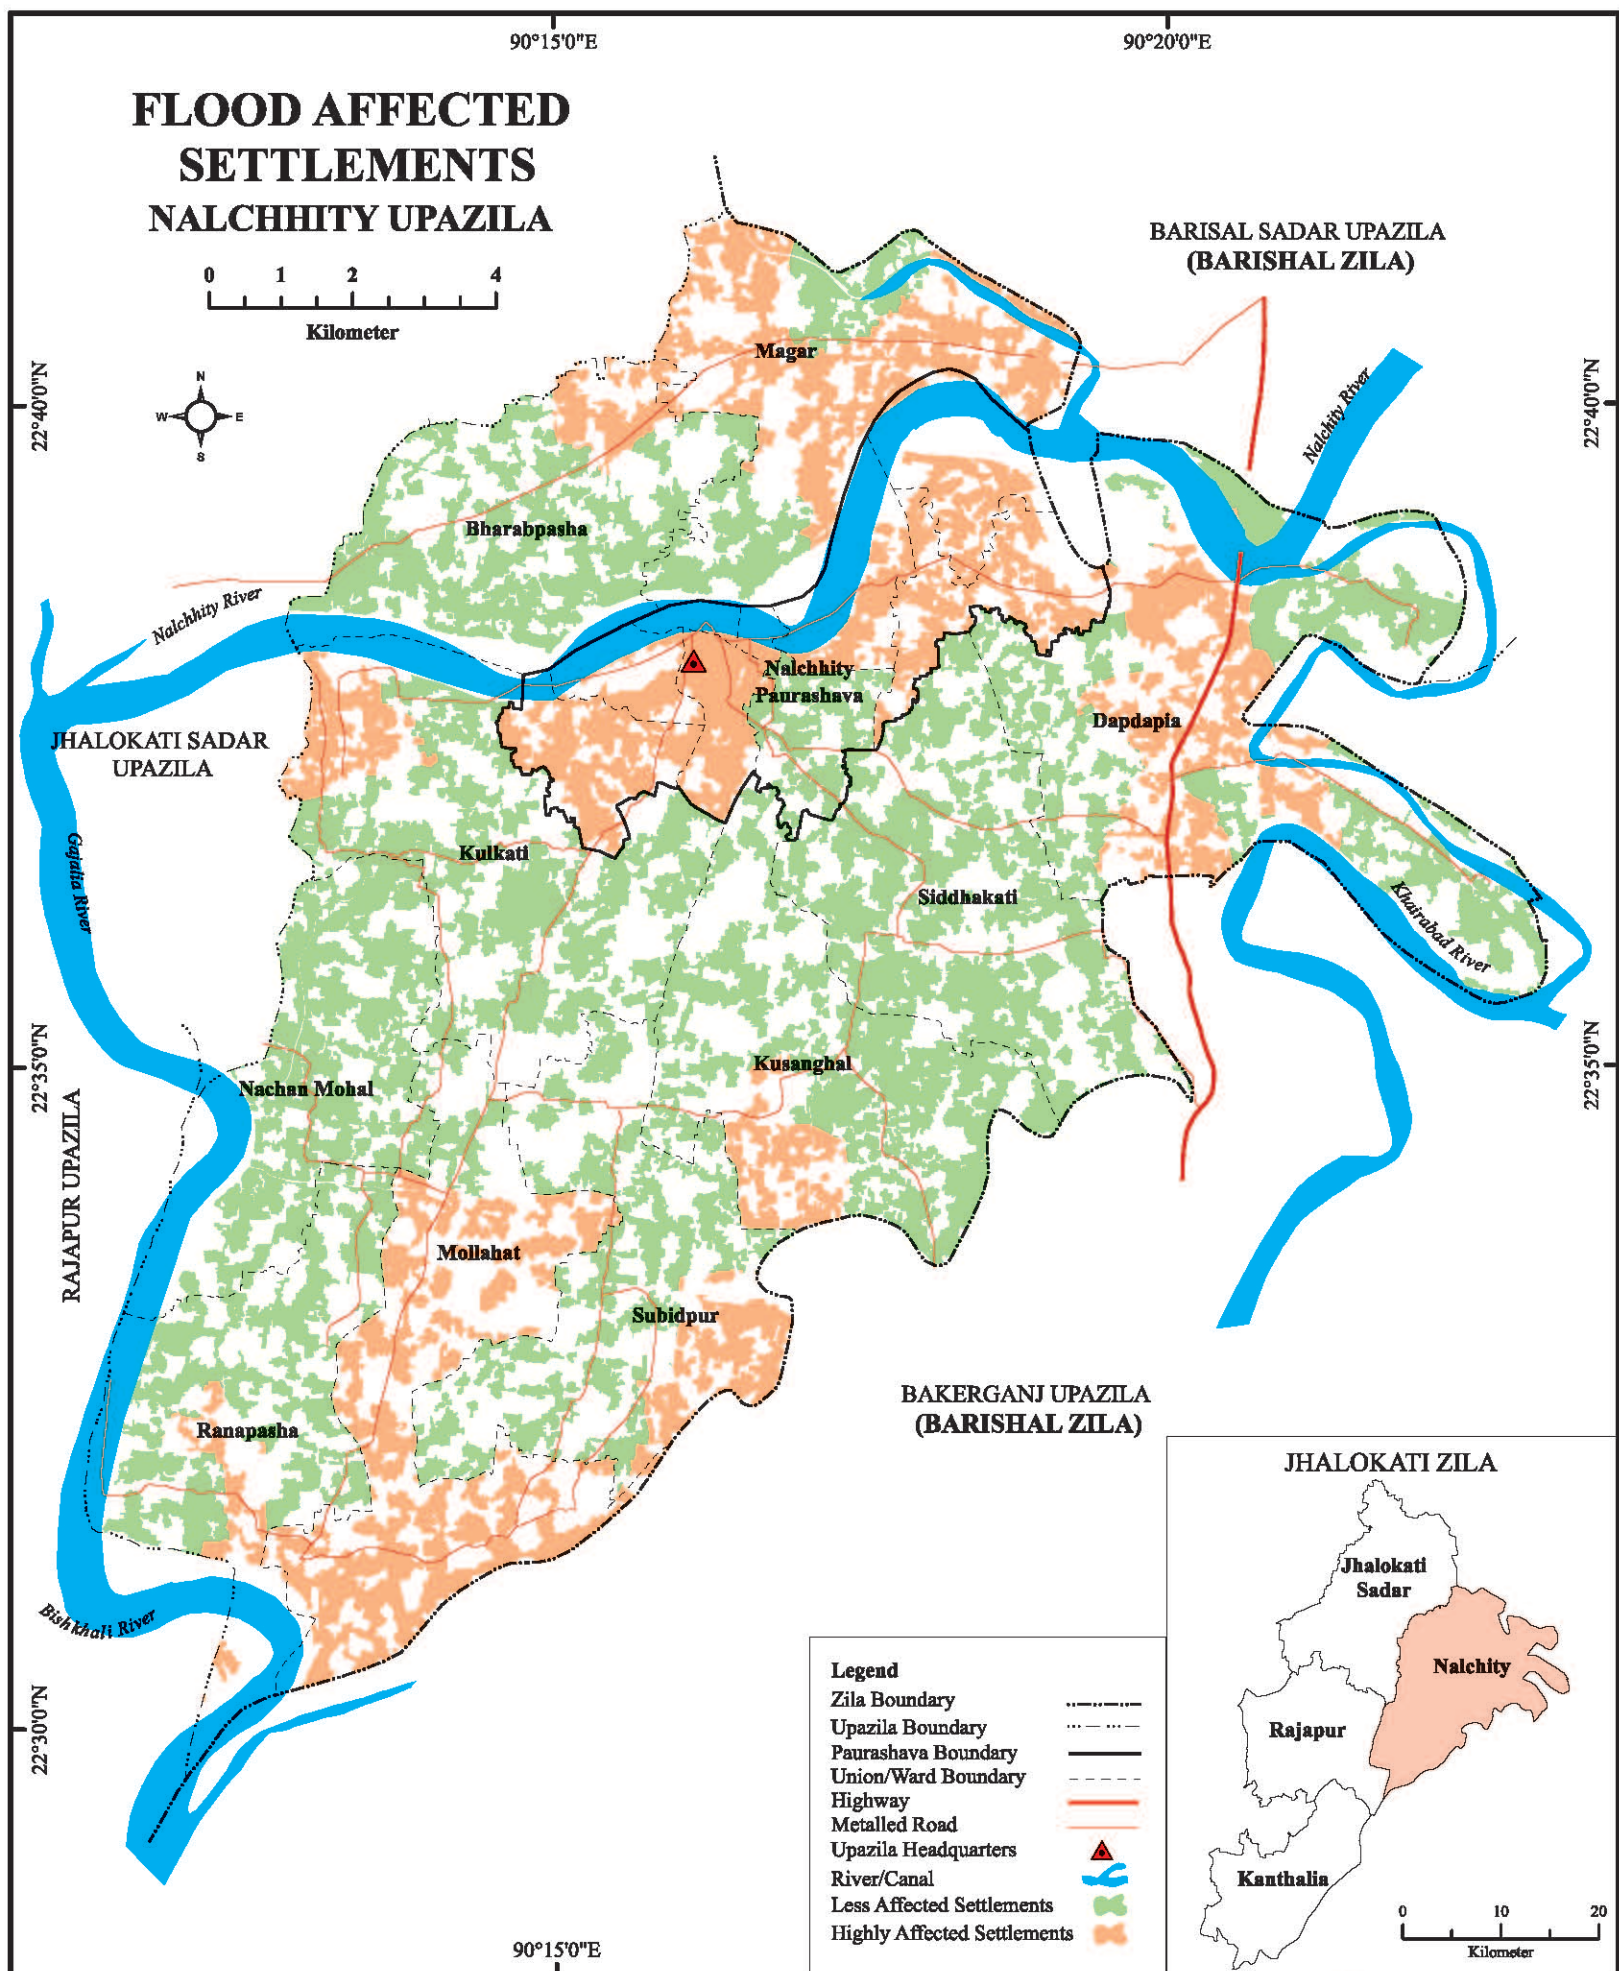 90°15'0"E
90°20'0"E
FLOOD AFFECTED
SETTLEMENTS
NALCHHITY UPAZILA
0 1 2 4
Kilometer
N
W E
S
BARISAL SADAR UPAZILA
(BARISHAL ZILA)
22°40'0"N
22°40'0"N
Magar
Nalchity River
Bharabpasha
Nalchhity River
Nalchhity
Paurashava
Dapdapia
JHALOKATI SADAR
UPAZILA
Gajalia River
Kulkati
Siddhakati
Khairabad River
22°35'0"N
22°35'0"N
Kusanghal
Nachan Mohal
RAJAPUR UPAZILA
Mollahat
Subidpur
Ranapasha
BAKERGANJ UPAZILA
(BARISHAL ZILA)
Bishkhali River
22°30'0"N
90°15'0"E
Legend
Zila Boundary
Upazila Boundary
Paurashava Boundary
Union/Ward Boundary
Highway
Metalled Road
Upazila Headquarters
River/Canal
Less Affected Settlements
Highly Affected Settlements
JHALOKATI ZILA
Jhalokati
Sadar
Nalchity
Rajapur
Kanthalia
0 10 20
Kilometer